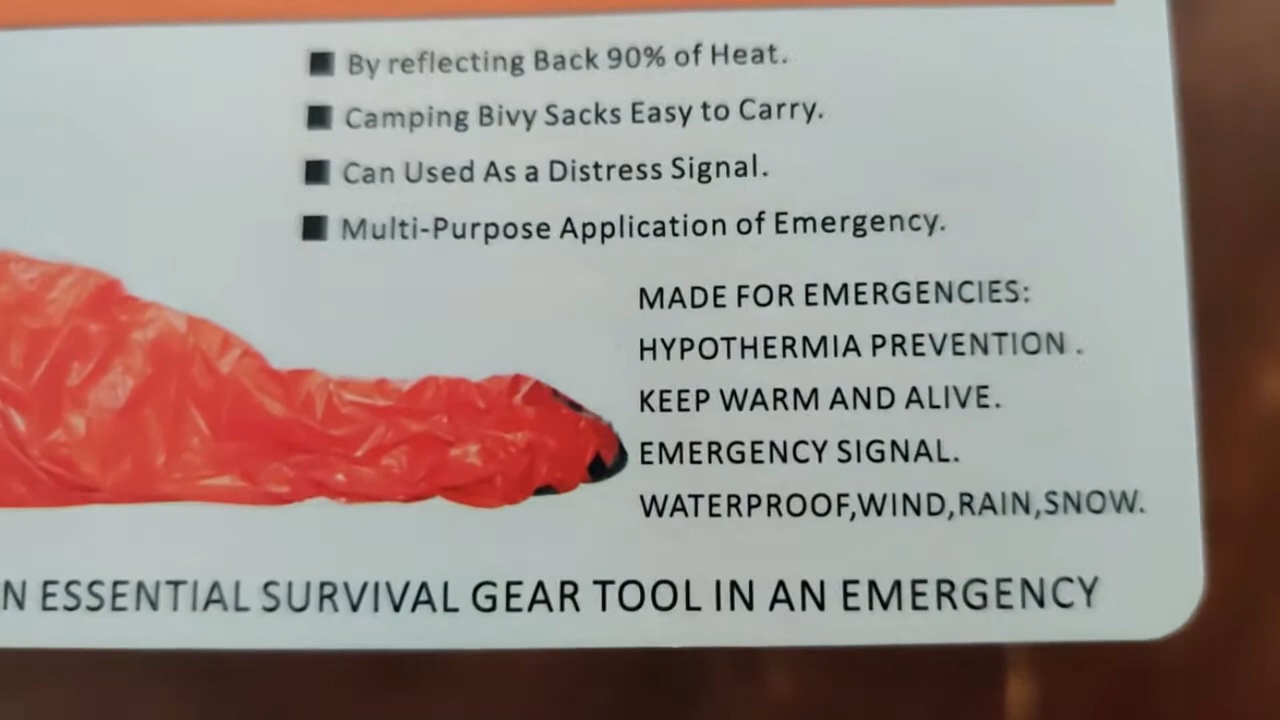 By reflecting Back 90% of Heat.
Camping Bivy Sacks Easy to Carry.
Can Used As a Distress Signal.
Multi-Purpose Application of Emergency.
MADE FOR EMERGENCIES:
HYPOTHERMIA PREVENTION .
KEEP WARM AND ALIVE.
EMERGENCY SIGNAL.
WATERPROOF,WIND,RAIN,SNOW.
N ESSENTIAL SURVIVAL GEAR TOOL IN AN EMERGENCY